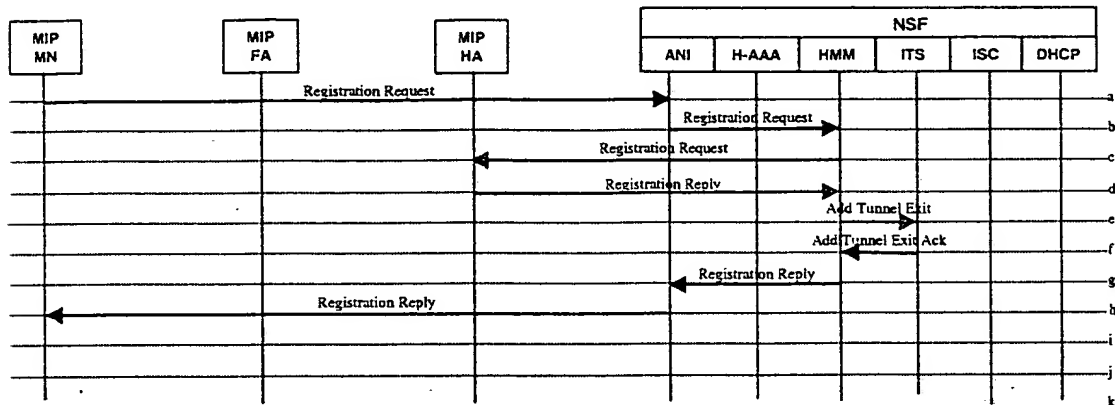 NSF
MIP
MN
MIP
FA
MIP
HA
ANI
H-AAA
HMM
ITS
ISC
DHCP
Registration Request
a
Registration Request
b
Registration Request
c
Registration Reply
d
Add Tunnel Exit
e
Add Tunnel Exit Ack
f
Registration Reply
g
Registration Reply
h
i
j
k